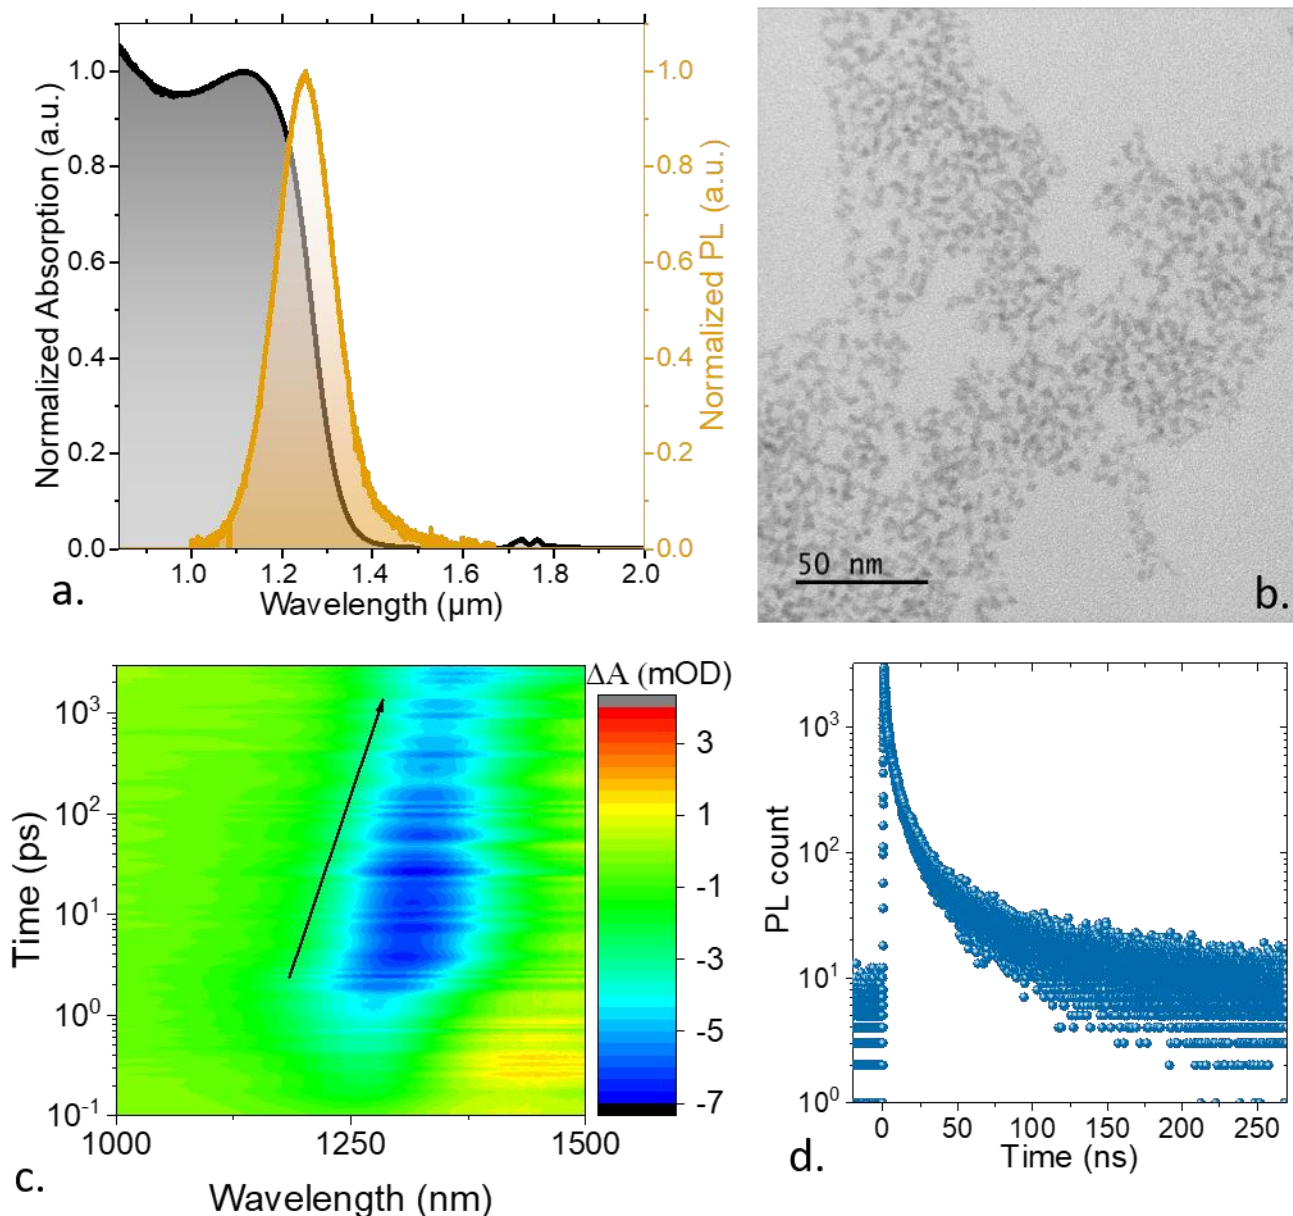 Normalized Absorption (a.u.)
1.0
0.8
0.6
0.4
0.2
0.0
1.0
0.8
0.6
0.4
0.2
0.0
Normalized PL (a.u.)
1.0 1.2 1.4 1.6 1.8 2.0
Wavelength (µm)
a.
50 nm
b.
Time (ps)
10³
10²
10¹
10⁰
10⁻¹
1000 1250 1500
Wavelength (nm)
c.
ΔA (mOD)
3
1
-1
-3
-5
-7
PL count
10³
10²
10¹
10⁰
0 50 100 150 200 250
Time (ns)
d.